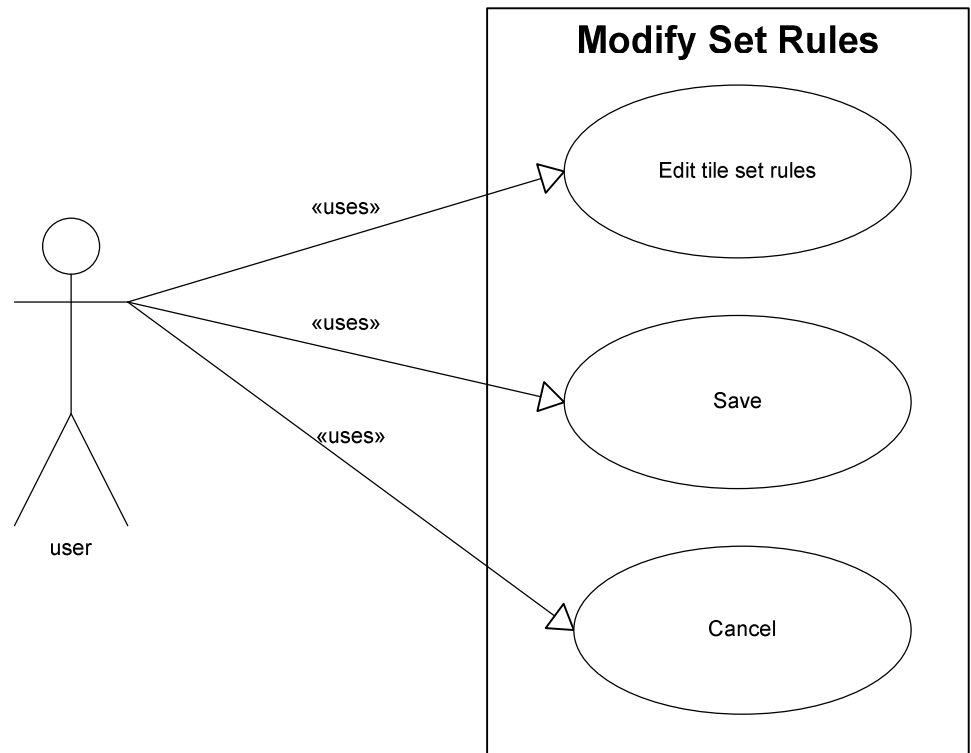 Modify Set Rules
Edit tile set rules
«uses»
«uses»
Save
«uses»
user
Cancel